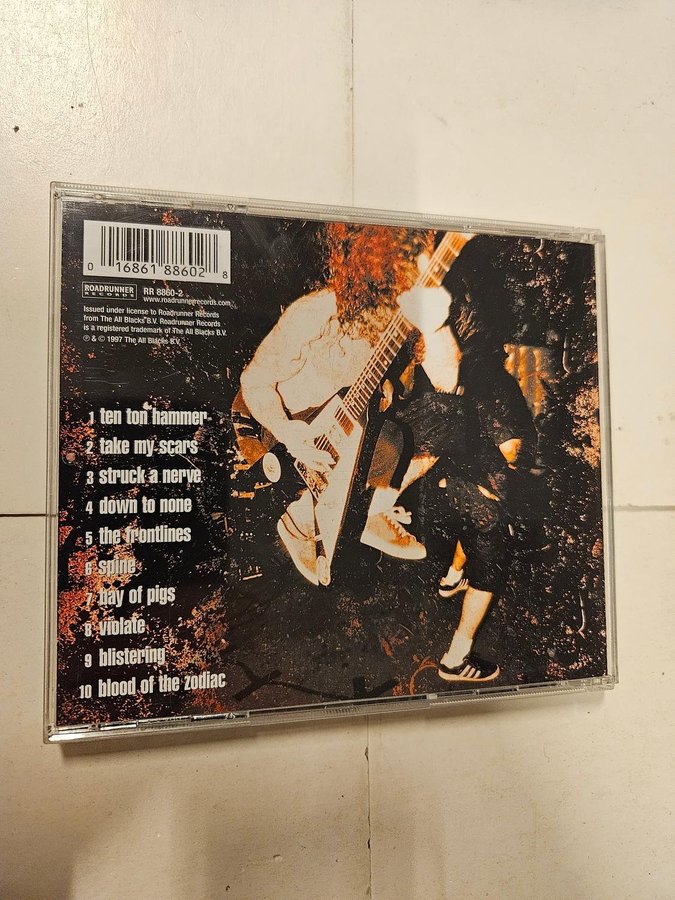 0 16861 88602 8
ROADRUNNER
RECORDS
RR 8860-2
www.roadrunnerrecords.com
Issued under license to Roadrunner Records
from The All Blacks B.V. Roadrunner Records
is a registered trademark of The All Blacks B.V.
℗ & © 1997 The All Blacks B.V.
1 ten ton hammer
2 take my scars
3 struck a nerve
4 down to none
5 the frontlines
6 spine
7 bay of pigs
8 violate
9 blistering
10 blood of the zodiac